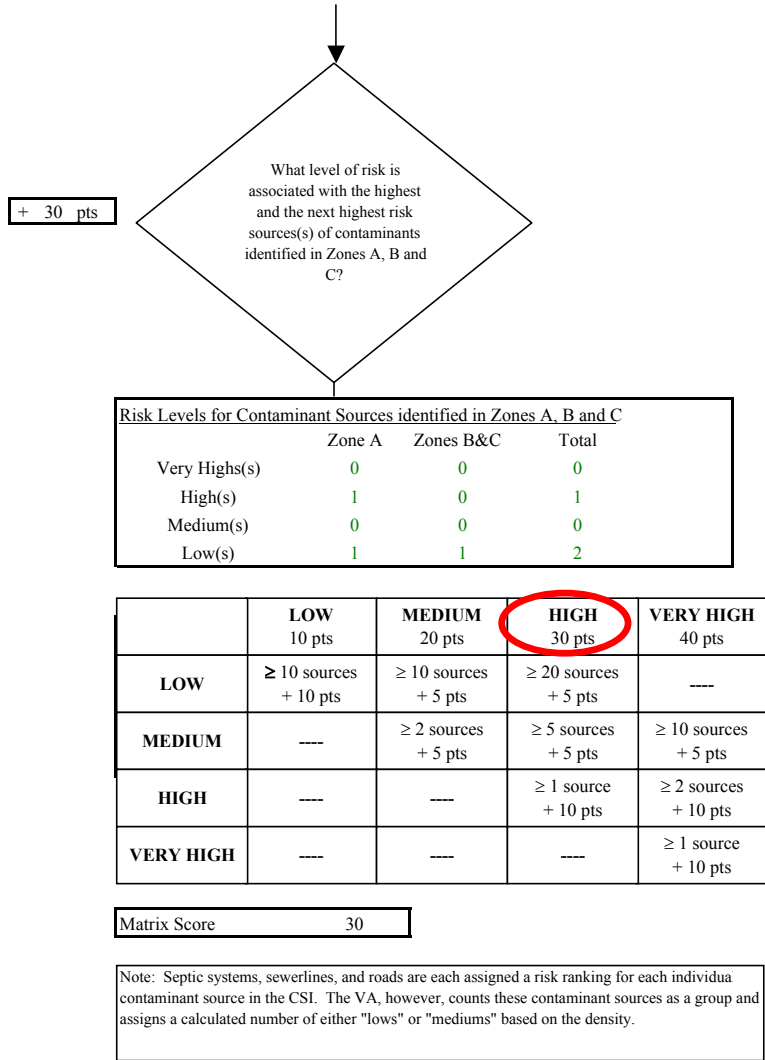 What level of risk is
associated with the highest
and the next highest risk
sources(s) of contaminants
identified in Zones A, B and
C?
+ 30 pts
Risk Levels for Contaminant Sources identified in Zones A, B and C
Zone A Zones B&C Total
Very Highs(s) 0 0 0
High(s) 1 0 1
Medium(s) 0 0 0
Low(s) 1 1 2
LOW MEDIUM HIGH VERY HIGH
10 pts 20 pts 30 pts 40 pts
LOW ≥ 10 sources ≥ 10 sources ≥ 20 sources ----
+ 10 pts + 5 pts + 5 pts
MEDIUM ---- ≥ 2 sources ≥ 5 sources ≥ 10 sources
+ 5 pts + 5 pts + 5 pts
HIGH ---- ---- ≥ 1 source ≥ 2 sources
+ 10 pts + 10 pts
VERY HIGH ---- ---- ---- ≥ 1 source
+ 10 pts
Matrix Score 30
Note: Septic systems, sewerlines, and roads are each assigned a risk ranking for each individua
contaminant source in the CSI. The VA, however, counts these contaminant sources as a group and
assigns a calculated number of either "lows" or "mediums" based on the density.